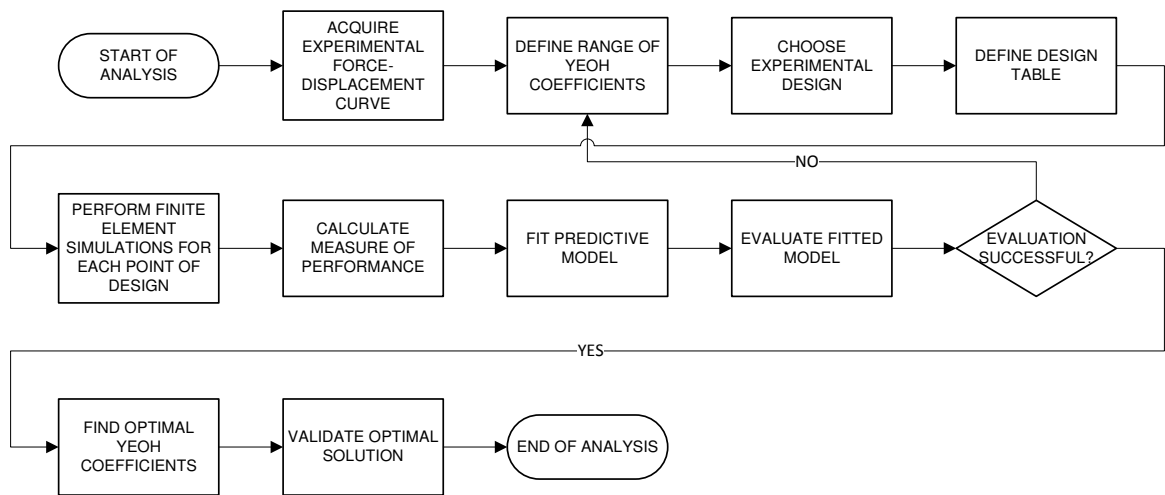 START OF
ANALYSIS
ACQUIRE
EXPERIMENTAL
FORCE-
DISPLACEMENT
CURVE
DEFINE RANGE OF
YEOH
COEFFICIENTS
CHOOSE
EXPERIMENTAL
DESIGN
DEFINE DESIGN
TABLE
NO
PERFORM FINITE
ELEMENT
SIMULATIONS FOR
EACH POINT OF
DESIGN
CALCULATE
MEASURE OF
PERFORMANCE
FIT PREDICTIVE
MODEL
EVALUATE FITTED
MODEL
EVALUATION
SUCCESSFUL?
YES
FIND OPTIMAL
YEOH
COEFFICIENTS
VALIDATE OPTIMAL
SOLUTION
END OF ANALYSIS